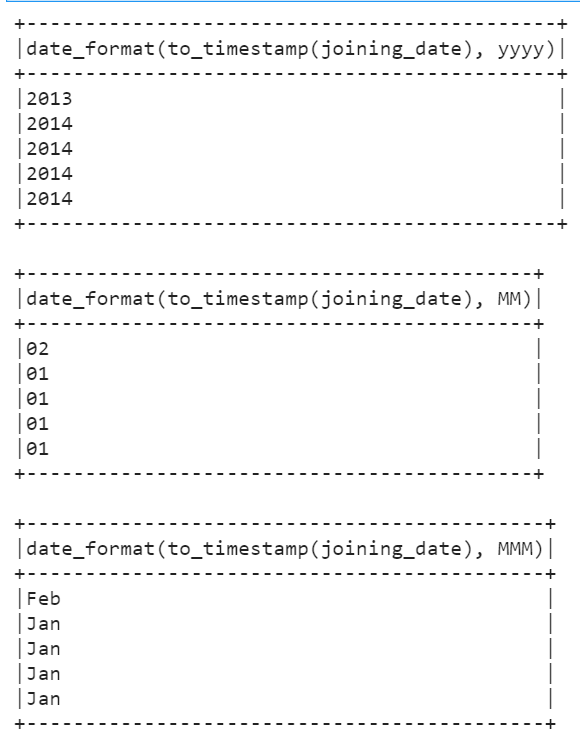 +---------------------------------------------+
|date_format(to_timestamp(joining_date), yyyy)|
+---------------------------------------------+
|2013                                         |
|2014                                         |
|2014                                         |
|2014                                         |
|2014                                         |
+---------------------------------------------+
+-------------------------------------------+
|date_format(to_timestamp(joining_date), MM)|
+-------------------------------------------+
|02                                         |
|01                                         |
|01                                         |
|01                                         |
|01                                         |
+-------------------------------------------+
+--------------------------------------------+
|date_format(to_timestamp(joining_date), MMM)|
+--------------------------------------------+
|Feb                                         |
|Jan                                         |
|Jan                                         |
|Jan                                         |
|Jan                                         |
+--------------------------------------------+